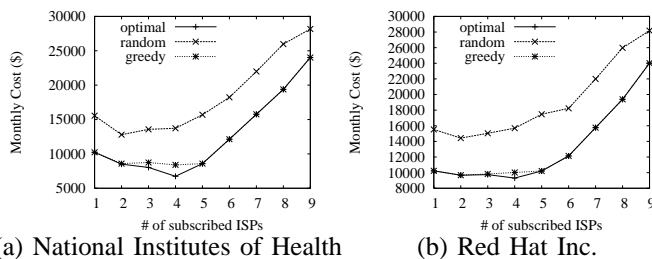 30000
25000
20000
15000
10000
5000
Monthly Cost ($)
optimal
random
greedy
1 2 3 4 5 6 7 8 9
# of subscribed ISPs
(a) National Institutes of Health
30000
28000
26000
24000
22000
20000
18000
16000
14000
12000
10000
8000
Monthly Cost ($)
optimal
random
greedy
1 2 3 4 5 6 7 8 9
# of subscribed ISPs
(b) Red Hat Inc.